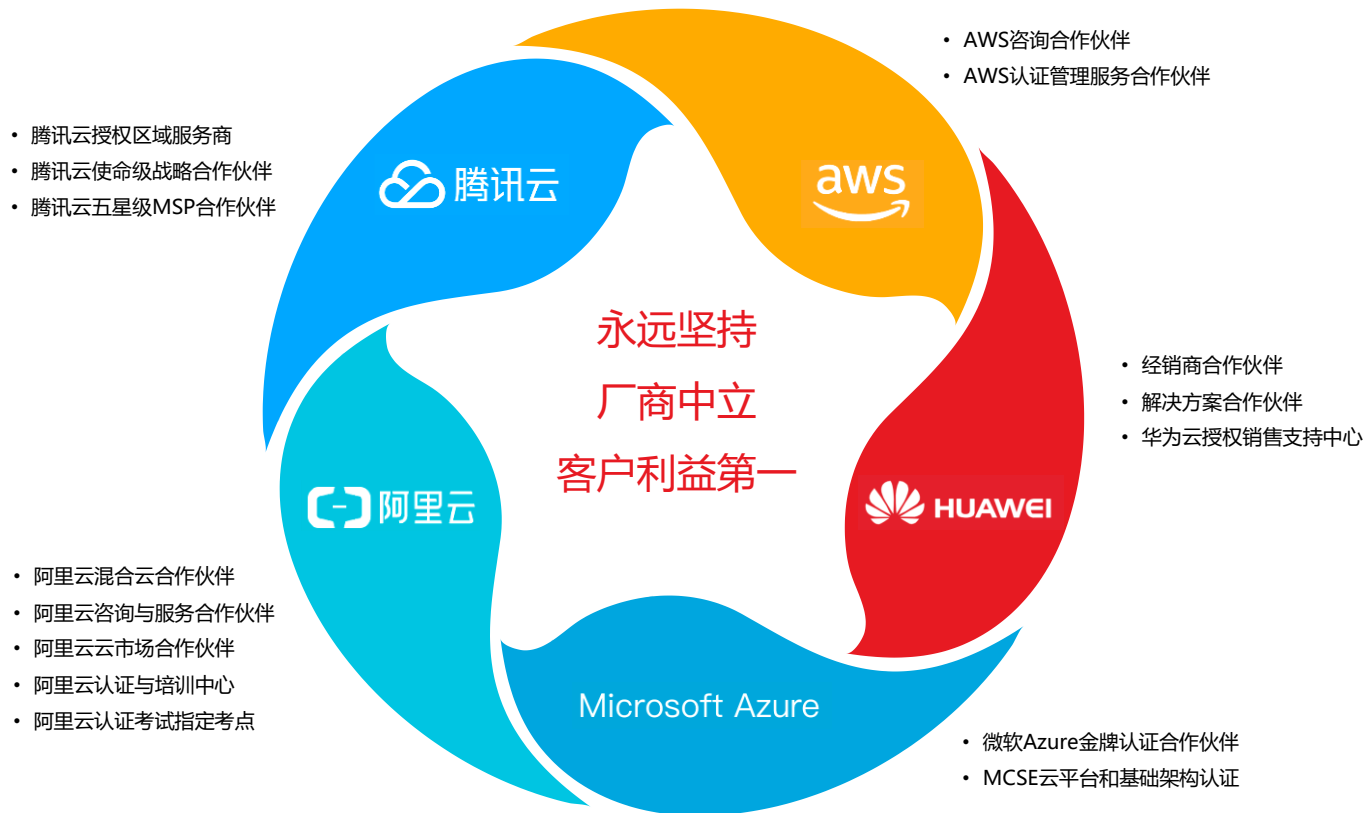 • AWS咨询合作伙伴
• AWS认证管理服务合作伙伴
• 腾讯云授权区域服务商
• 腾讯云使命级战略合作伙伴
• 腾讯云五星级MSP合作伙伴
腾讯云
aws
永远坚持
厂商中立
客户利益第一
• 经销商合作伙伴
• 解决方案合作伙伴
• 华为云授权销售支持中心
HUAWEI
阿里云
• 阿里云混合云合作伙伴
• 阿里云咨询与服务合作伙伴
• 阿里云云市场合作伙伴
• 阿里云认证与培训中心
• 阿里云认证考试指定考点
Microsoft Azure
• 微软Azure金牌认证合作伙伴
• MCSE云平台和基础架构认证